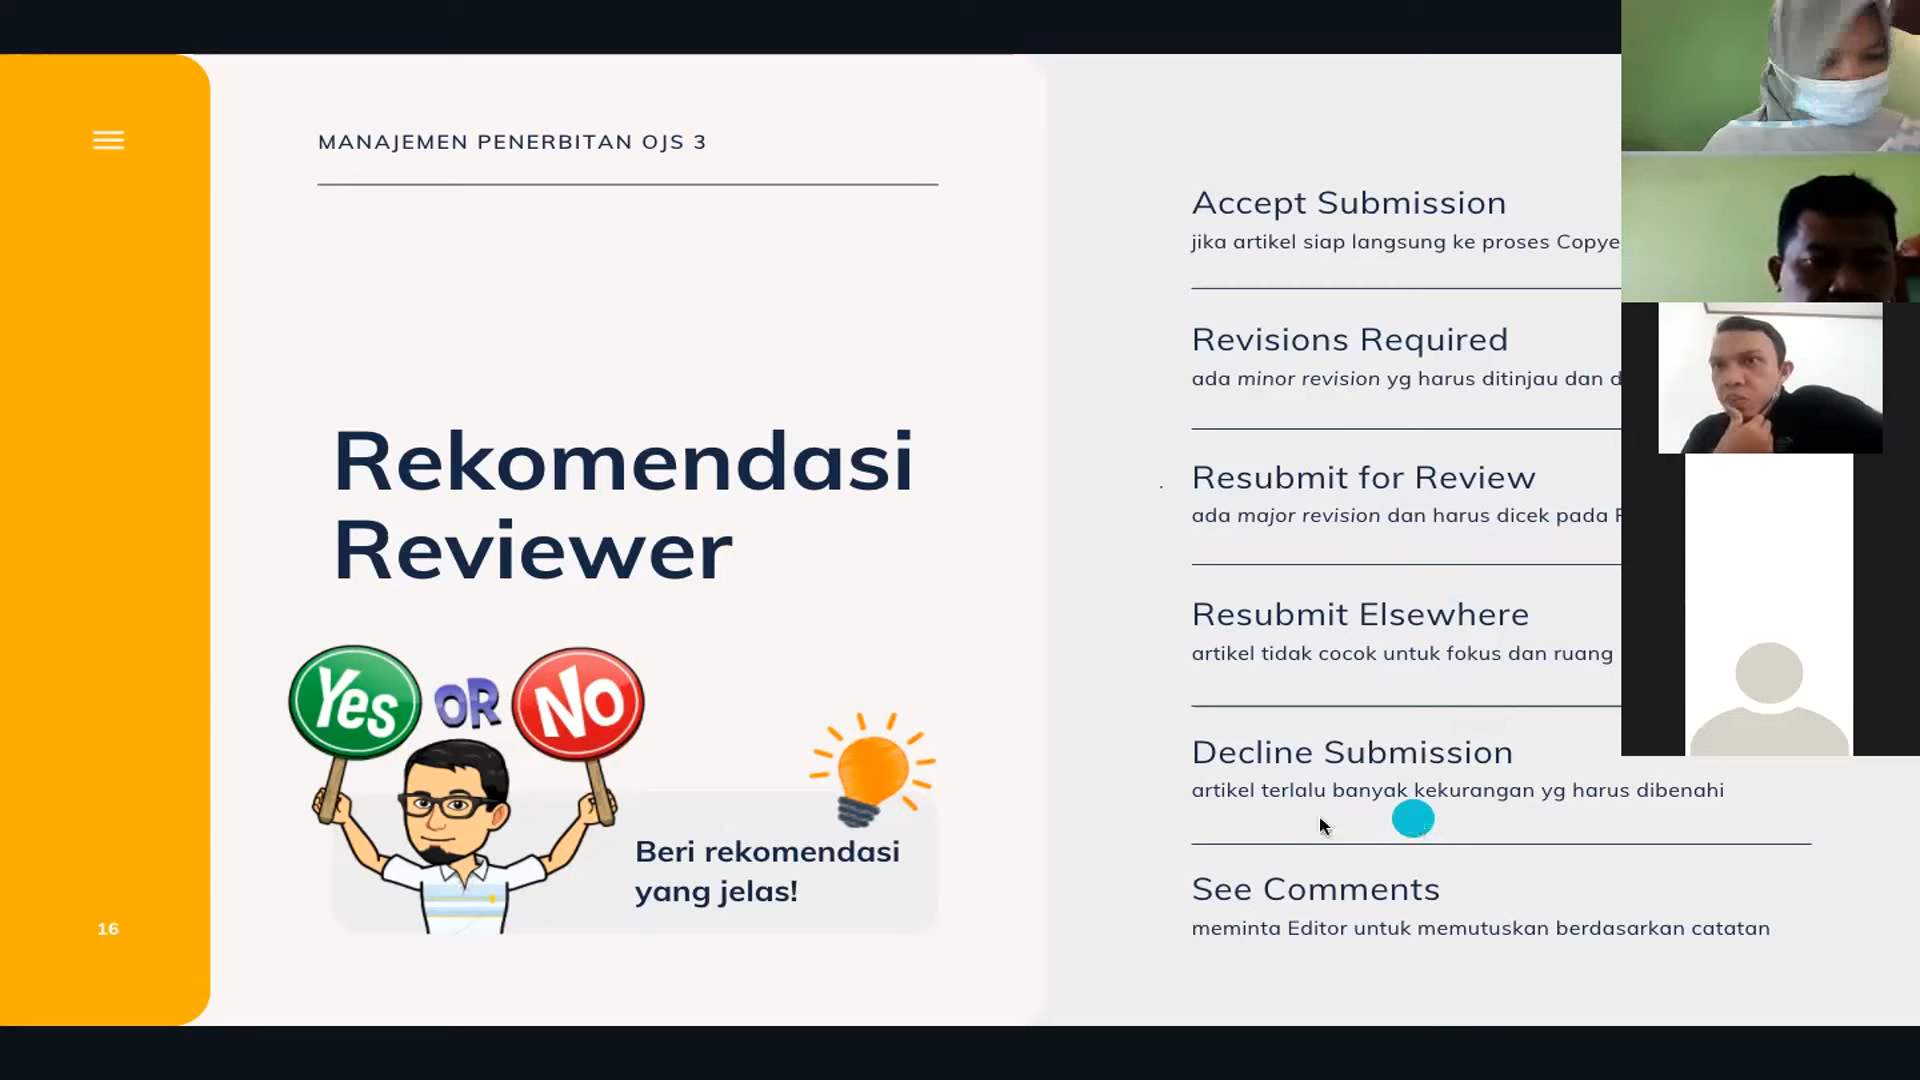 MANAJEMEN PENERBITAN OJS 3
Rekomendasi
Reviewer
Yes OR No
Beri rekomendasi
yang jelas!
16
Accept Submission
jika artikel siap langsung ke proses
Revisions Required
ada minor revision yg harus ditinjau dan
Resubmit for Review
ada major revision dan harus dicek pada
Resubmit Elsewhere
artikel tidak cocok untuk fokus dan ruang
Decline Submission
artikel terlalu banyak kekurangan yg harus dibenahi
See Comments
meminta Editor untuk memutuskan berdasarkan catatan